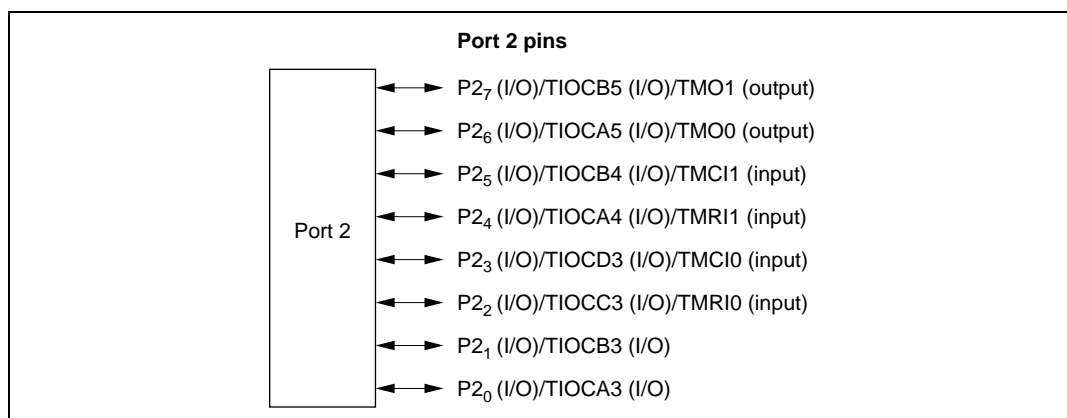 Port 2 pins
P2₇ (I/O)/TIOCB5 (I/O)/TMO1 (output)
P2₆ (I/O)/TIOCA5 (I/O)/TMO0 (output)
P2₅ (I/O)/TIOCB4 (I/O)/TMCI1 (input)
P2₄ (I/O)/TIOCA4 (I/O)/TMRI1 (input)
Port 2
P2₃ (I/O)/TIOCD3 (I/O)/TMCI0 (input)
P2₂ (I/O)/TIOCC3 (I/O)/TMRI0 (input)
P2₁ (I/O)/TIOCB3 (I/O)
P2₀ (I/O)/TIOCA3 (I/O)